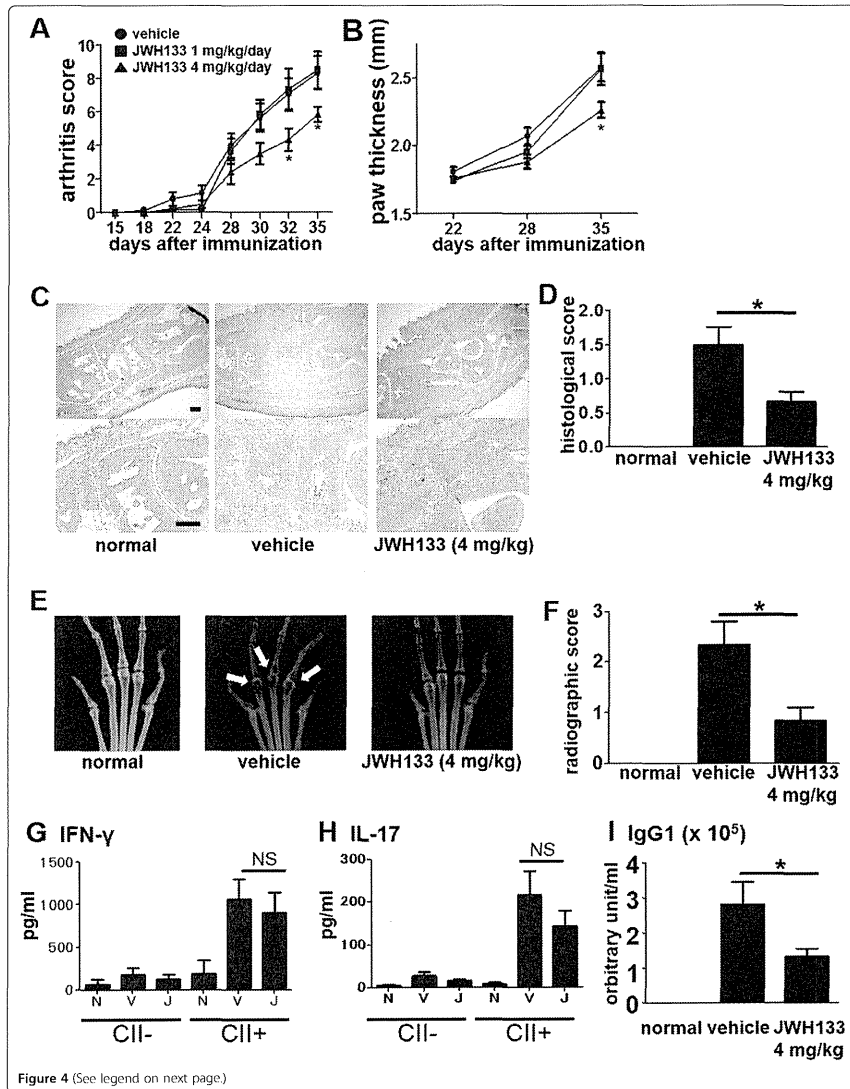 A
vehicle
JWH133 1 mg/kg/day
JWH133 4 mg/kg/day
arthritis score
10
8
6
4
2
0
15 18 22 24 28 30 32 35
days after immunization
*
*
B
paw thickness (mm)
2.5
2.0
1.5
22 28 35
days after immunization
*
C
normal
vehicle
JWH133 (4 mg/kg)
D
histological score
2.0
1.5
1.0
0.5
0.0
*
normal vehicle JWH133
4 mg/kg
E
normal
vehicle
JWH133 (4 mg/kg)
F
radiographic score
3
2
1
0
*
normal vehicle JWH133
4 mg/kg
G IFN-γ
pg/ml
1500
1000
500
0
NS
N V J N V J
CII- CII+
H IL-17
pg/ml
300
200
100
0
NS
N V J N V J
CII- CII+
I IgG1 (x 10⁵)
orbitrary unit/ml
4
3
2
1
0
*
normal vehicle JWH133
4 mg/kg
Figure 4 (See legend on next page.)